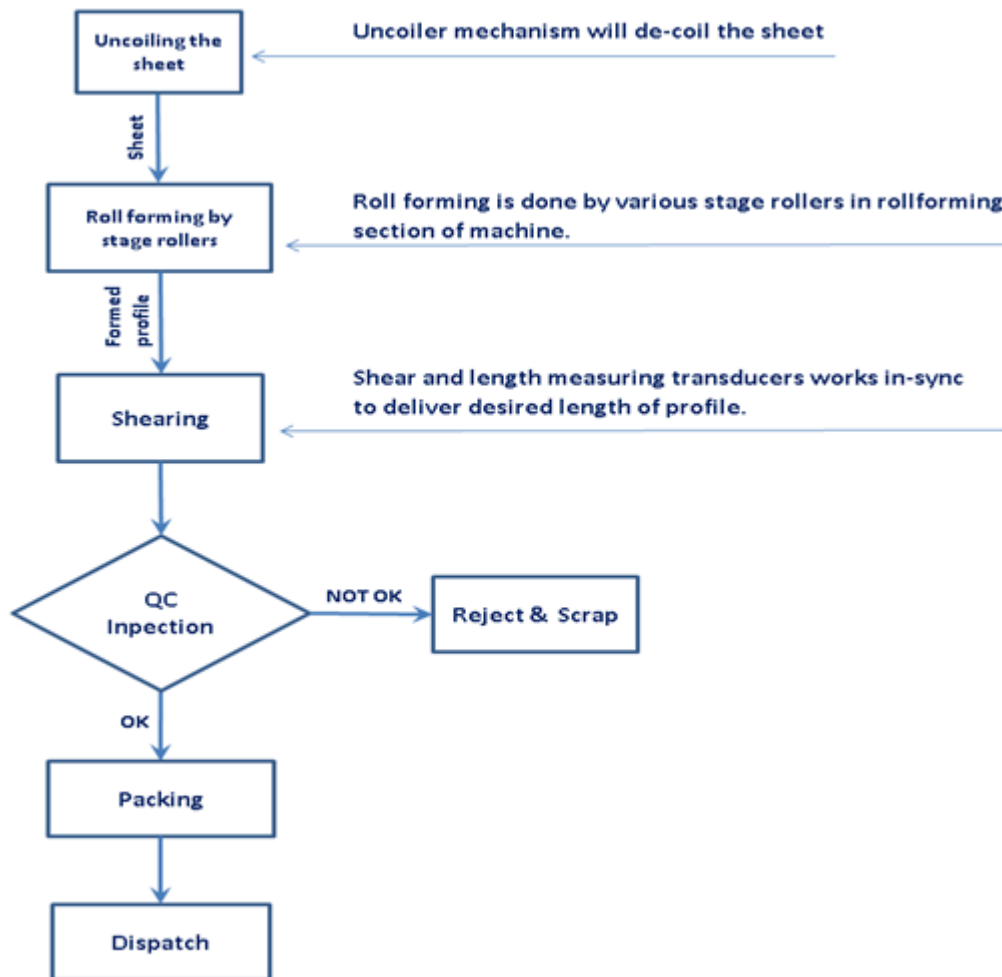 Uncoiling the
sheet
Uncoiler mechanism will de-coil the sheet
Sheet
Roll forming by
stage rollers
Roll forming is done by various stage rollers in rollforming
section of machine.
Formed
profile
Shearing
Shear and length measuring transducers works in-sync
to deliver desired length of profile.
QC
Inpection
NOT OK
Reject & Scrap
OK
Packing
Dispatch